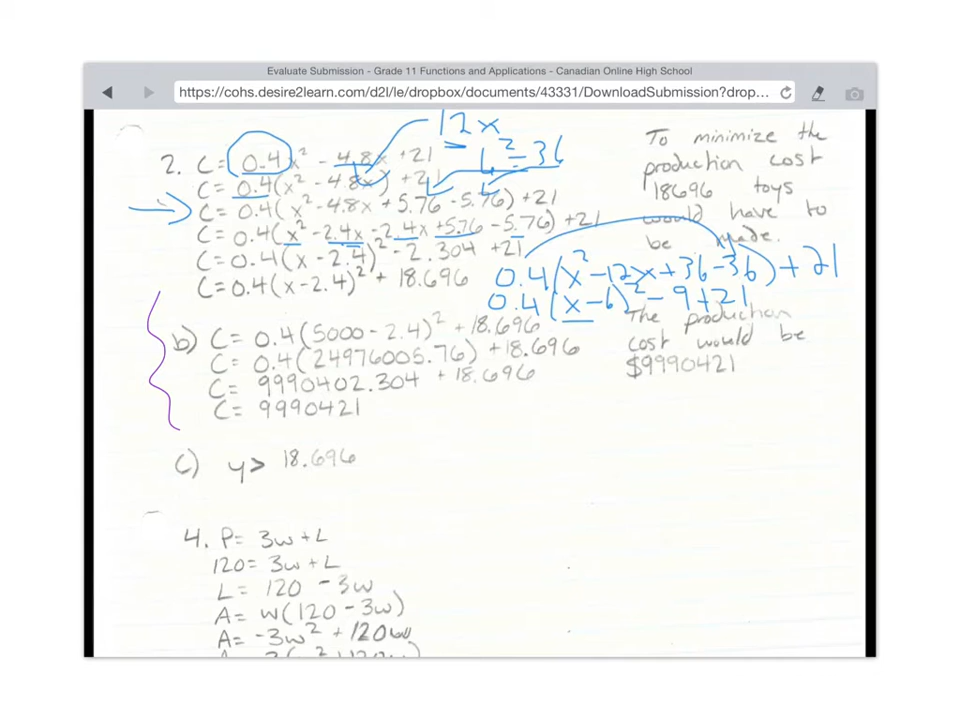 Evaluate Submission - Grade 11 Functions and Applications - Canadian Online High School
https://cohs.desire2learn.com/d2l/le/dropbox/documents/43331/DownloadSubmission?drop...
12x
6² = 36
2. C = 0.4x² - 4.8x + 21
C = 0.4(x² - 4.8x) + 21
C = 0.4(x² - 4.8x + 5.76 - 5.76) + 21
C = 0.4(x² - 2.4x - 2.4x + 5.76 - 5.76) + 21
C = 0.4(x - 2.4)² - 2.304 + 21
C = 0.4(x - 2.4)² + 18.696
To minimize the
production cost
18696 toys
would have to
be made.
0.4(x² - 12x + 36 - 36) + 21
0.4(x - 6)² - 9 + 21
b) C = 0.4(5000 - 2.4)² + 18.696
C = 0.4(24976005.76) + 18.696
C = 9990402.304 + 18.696
C = 9990421
The production
cost would be
$9990421
c) y > 18.696
4. P = 3w + L
120 = 3w + L
L = 120 - 3w
A = w(120 - 3w)
A = -3w² + 120w